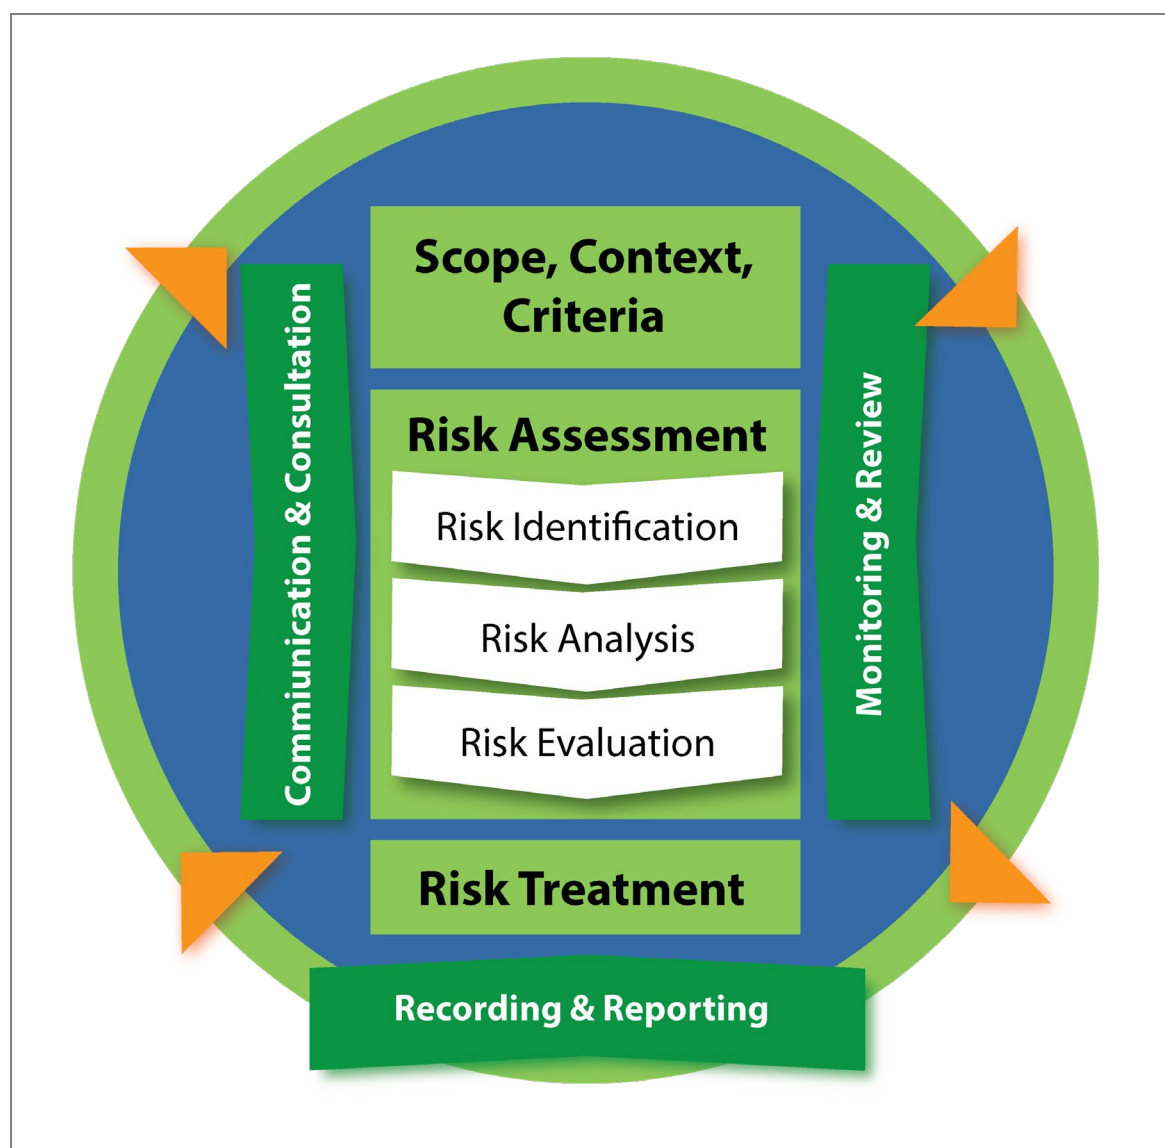 Scope, Context,
Criteria
Risk Assessment
Risk Identification
Risk Analysis
Risk Evaluation
Risk Treatment
Commiunication & Consultation
Monitoring & Review
Recording & Reporting